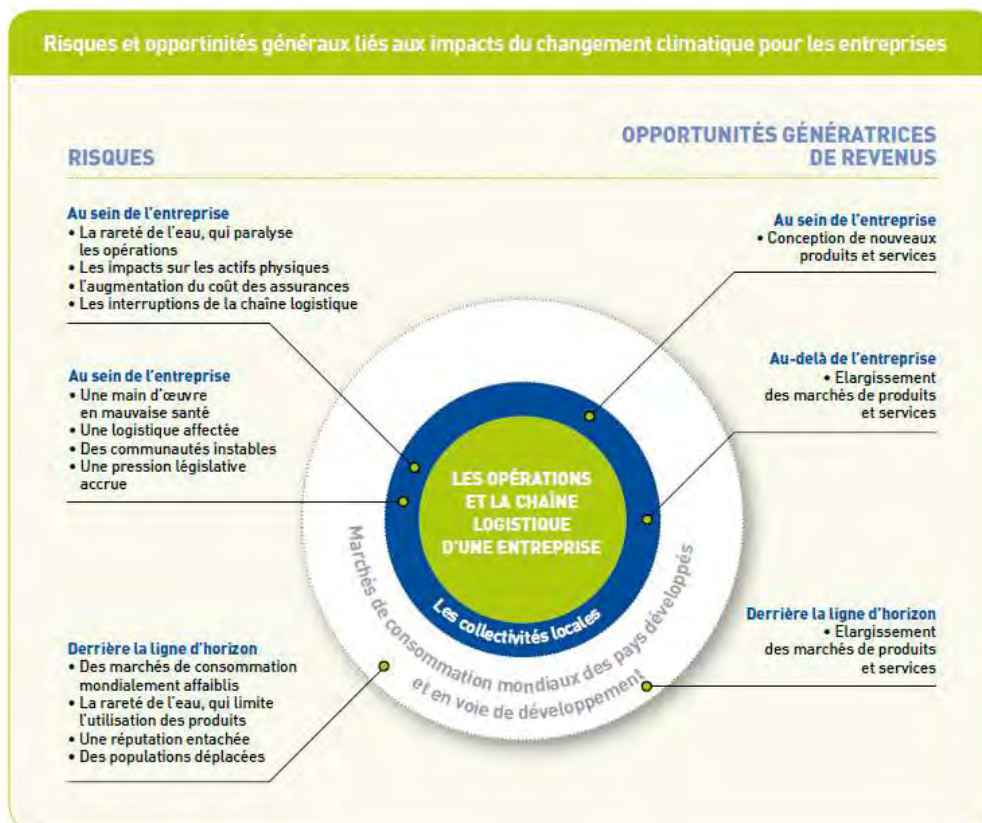 Risques et opportinités généraux liés aux impacts du changement climatique pour les entreprises
RISQUES
OPPORTUNITÉS GÉNÉRATRICES
DE REVENUS
Au sein de l'entreprise
• La rareté de l'eau, qui paralyse
les opérations
• Les impacts sur les actifs physiques
• l'augmentation du coût des assurances
• Les interruptions de la chaîne logistique
Au sein de l'entreprise
• Une main d'œuvre
en mauvaise santé
• Une logistique affectée
• Des communautés instables
• Une pression législative
accrue
Derrière la ligne d'horizon
• Des marchés de consommation
mondialement affaiblis
• La rareté de l'eau, qui limite
l'utilisation des produits
• Une réputation entachée
• Des populations déplacées
LES OPÉRATIONS
ET LA CHAÎNE
LOGISTIQUE
D'UNE ENTREPRISE
Les collectivités locales
Marchés de consommation mondiaux des pays développés
et en voie de développement
Au sein de l'entreprise
• Conception de nouveaux
produits et services
Au-delà de l'entreprise
• Elargissement
des marchés de produits
et services
Derrière la ligne d'horizon
• Elargissement
des marchés de produits
et services